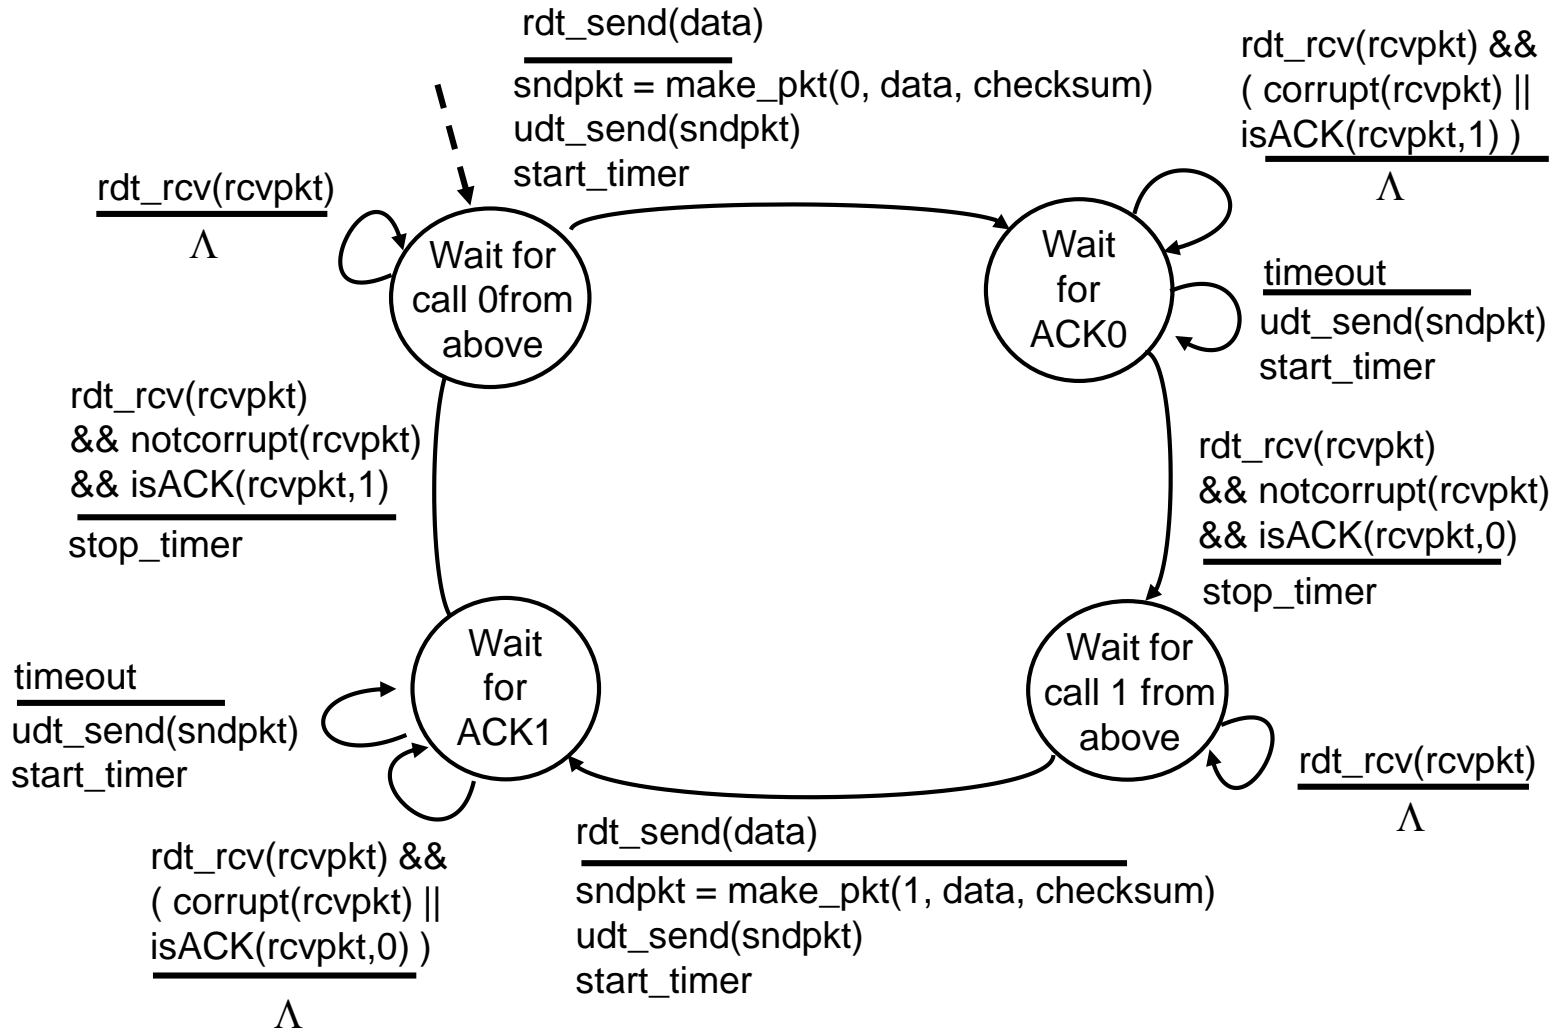 rdt_send(data)
sndpkt = make_pkt(0, data, checksum)
udt_send(sndpkt)
start_timer
rdt_rcv(rcvpkt) &&
( corrupt(rcvpkt) ||
isACK(rcvpkt,1) )
Λ
rdt_rcv(rcvpkt)
Λ
Wait for
call 0from
above
Wait
for
ACK0
timeout
udt_send(sndpkt)
start_timer
rdt_rcv(rcvpkt)
&& notcorrupt(rcvpkt)
&& isACK(rcvpkt,1)
stop_timer
rdt_rcv(rcvpkt)
&& notcorrupt(rcvpkt)
&& isACK(rcvpkt,0)
stop_timer
Wait
for
ACK1
Wait for
call 1 from
above
timeout
udt_send(sndpkt)
start_timer
rdt_rcv(rcvpkt)
Λ
rdt_rcv(rcvpkt) &&
( corrupt(rcvpkt) ||
isACK(rcvpkt,0) )
Λ
rdt_send(data)
sndpkt = make_pkt(1, data, checksum)
udt_send(sndpkt)
start_timer